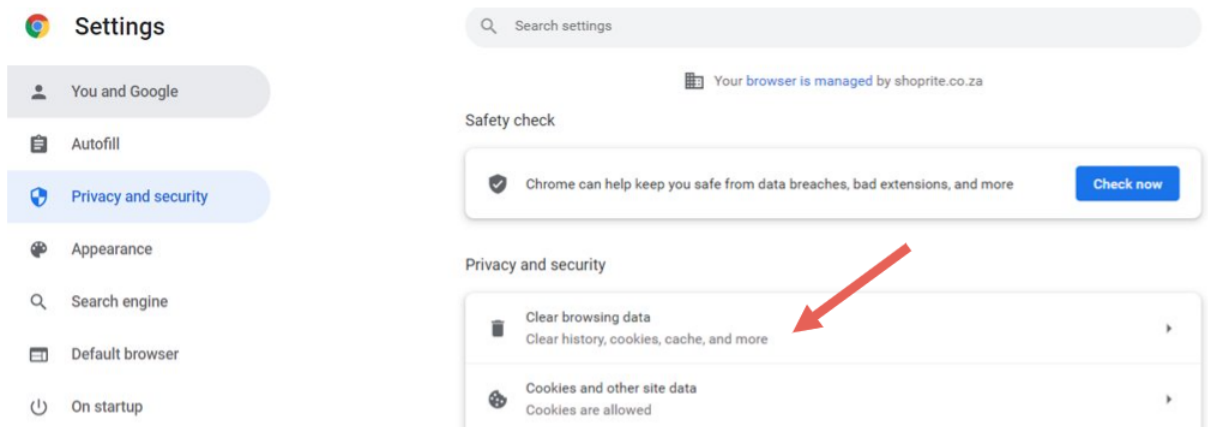 Settings
You and Google
Autofill
Privacy and security
Appearance
Search engine
Default browser
On startup
Search settings
Your browser is managed by shoprite.co.za
Safety check
Chrome can help keep you safe from data breaches, bad extensions, and more
Check now
Privacy and security
Clear browsing data
Clear history, cookies, cache, and more
Cookies and other site data
Cookies are allowed